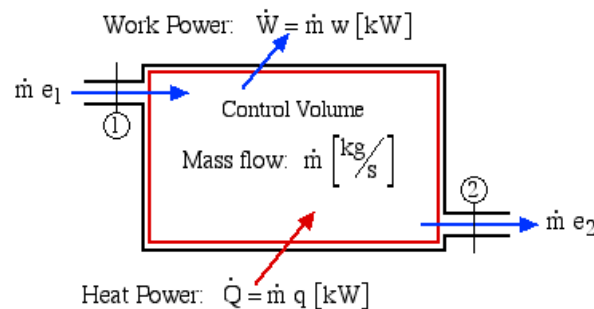 Work Power: Ẇ = ṁ w [kW]
ṁ e₁
①
Control Volume
Mass flow: ṁ [kg/s]
②
ṁ e₂
Heat Power: Q̇ = ṁ q [kW]